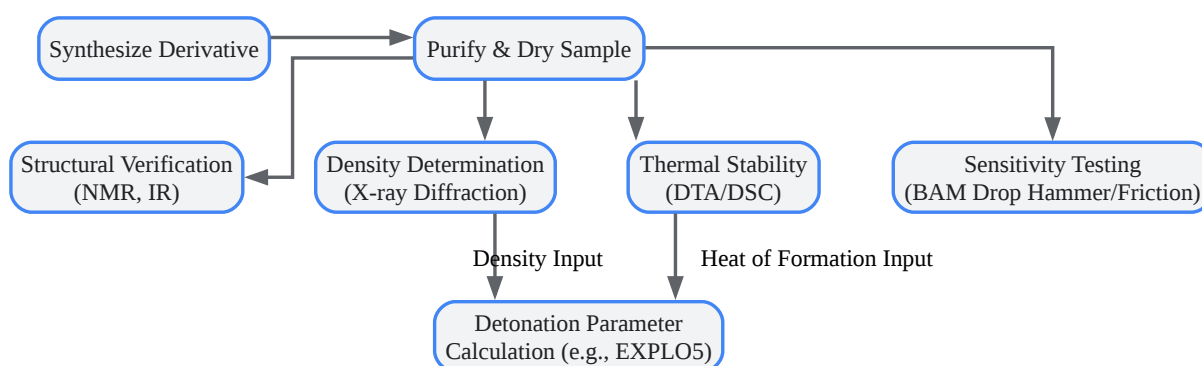 Synthesize Derivative
Purify & Dry Sample
Structural Verification
(NMR, IR)
Density Determination
(X-ray Diffraction)
Thermal Stability
(DTA/DSC)
Sensitivity Testing
(BAM Drop Hammer/Friction)
Density Input
Heat of Formation Input
Detonation Parameter
Calculation (e.g., EXPLO5)